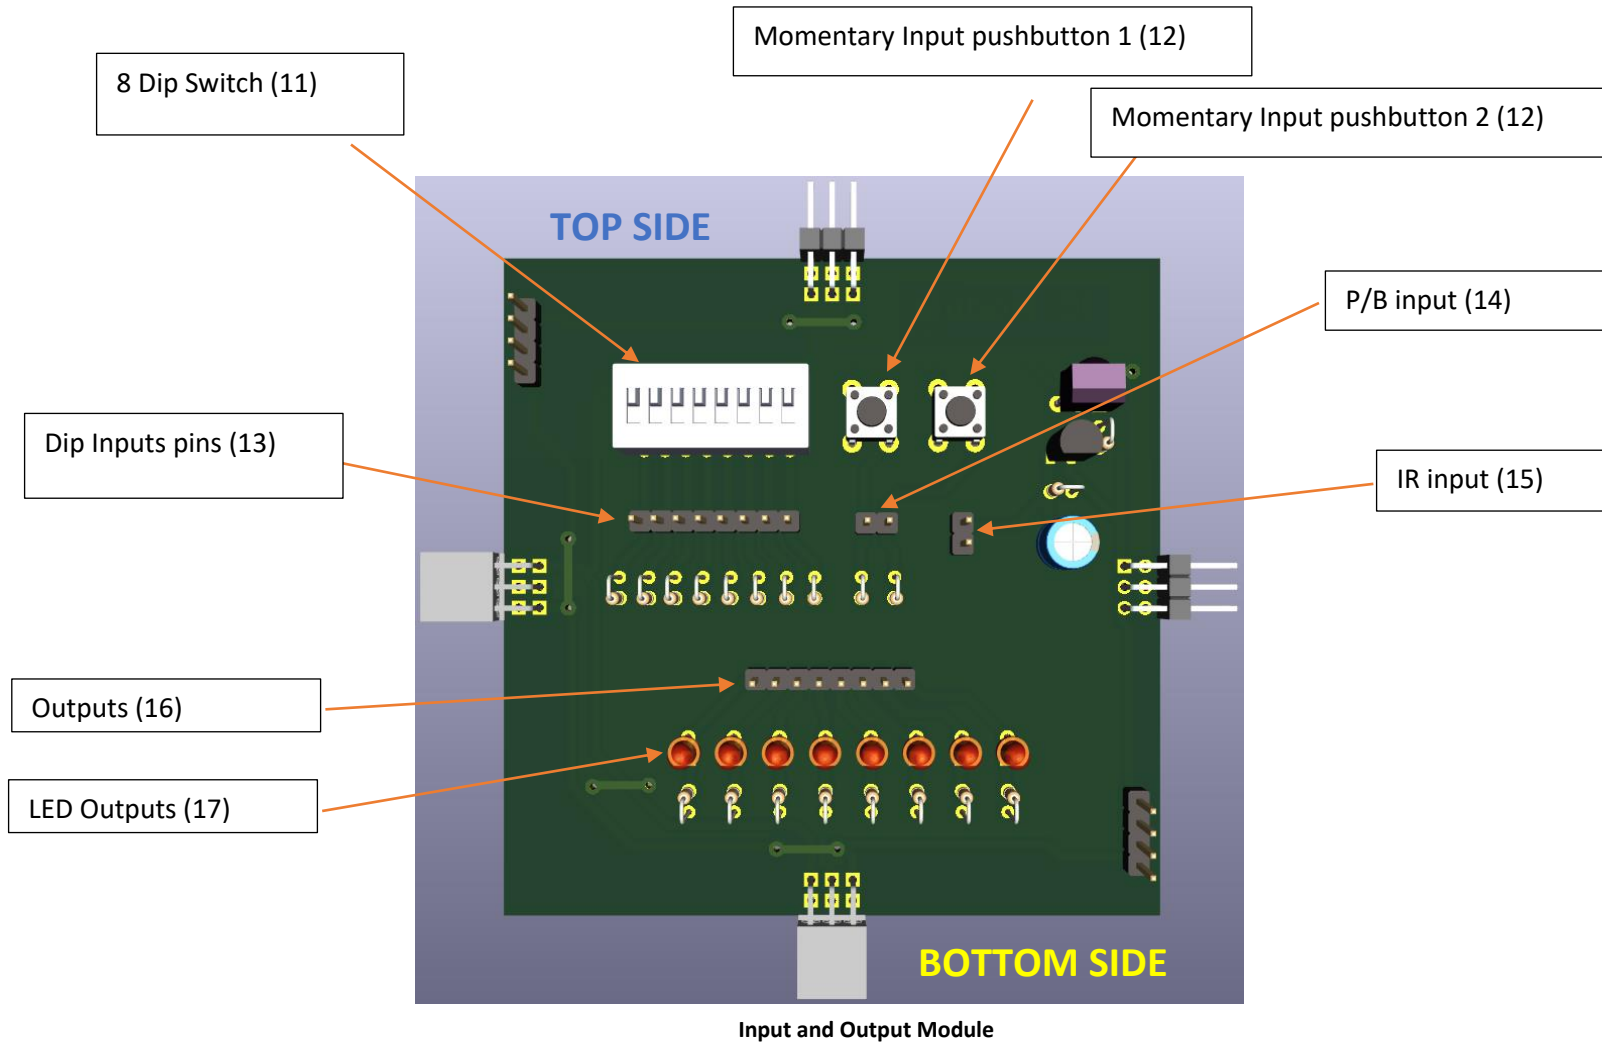 Momentary Input pushbutton 1 (12)
8 Dip Switch (11)
Momentary Input pushbutton 2 (12)
TOP SIDE
P/B input (14)
Dip Inputs pins (13)
IR input (15)
Outputs (16)
LED Outputs (17)
BOTTOM SIDE
Input and Output Module